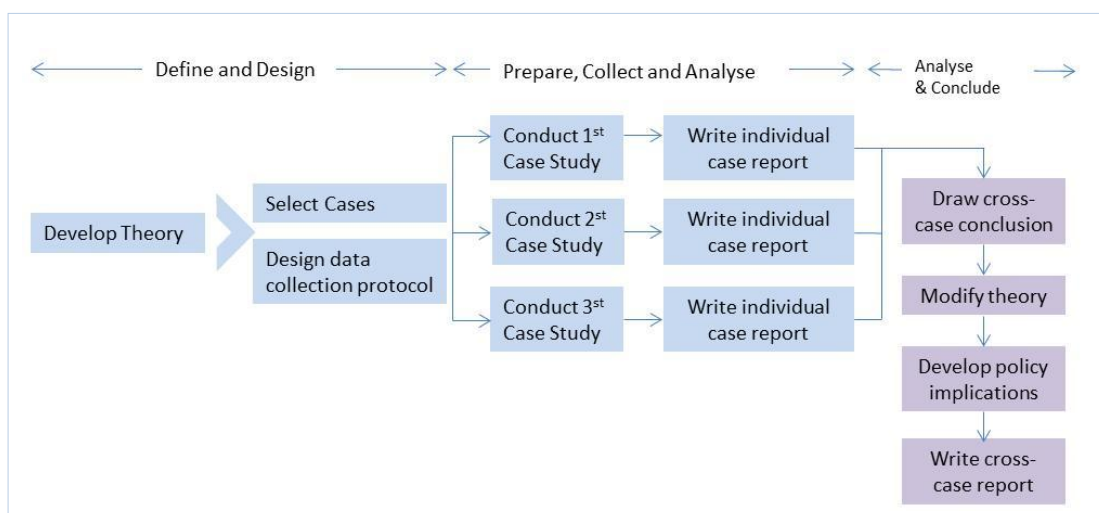 Define and Design
Prepare, Collect and Analyse
Analyse
& Conclude
Develop Theory
Select Cases
Design data
collection protocol
Conduct 1st
Case Study
Write individual
case report
Conduct 2st
Case Study
Write individual
case report
Conduct 3st
Case Study
Write individual
case report
Draw cross-
case conclusion
Modify theory
Develop policy
implications
Write cross-
case report